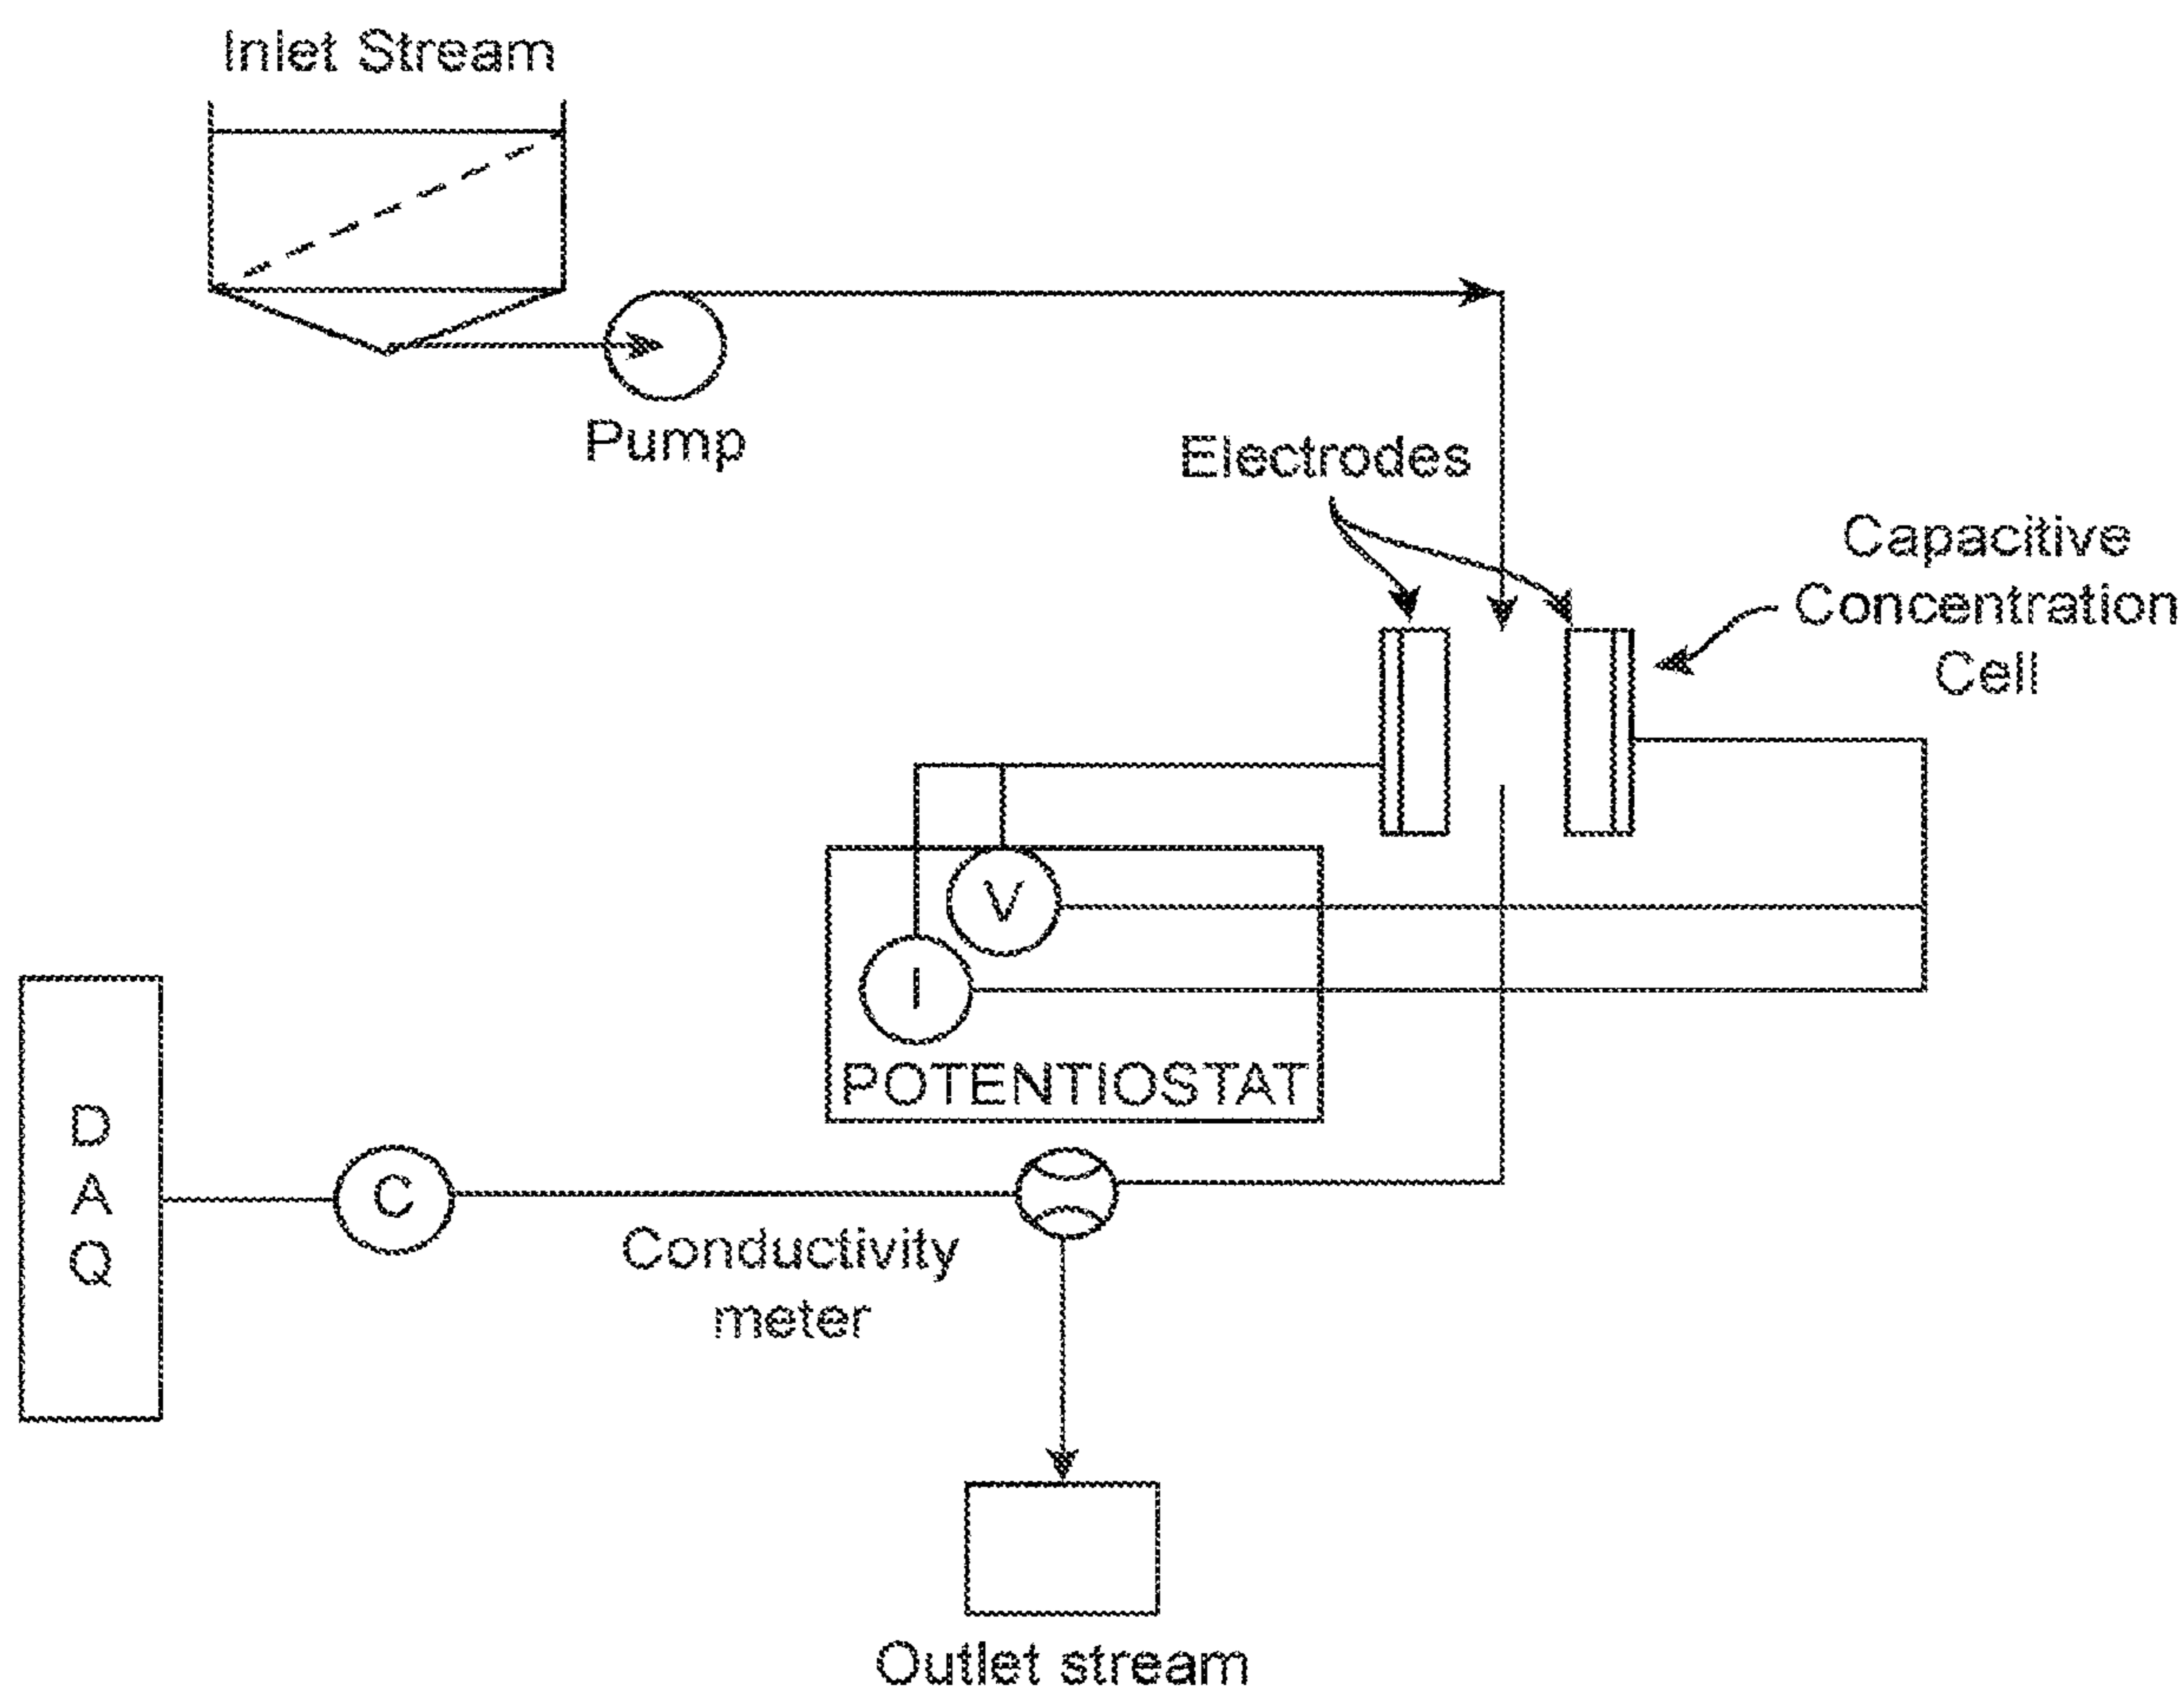 Inlet Stream
Pump
Electrodes
Capacitive
Concentration
Cell
V
I
POTENTIOSTAT
D
A
Q
C
Conductivity
meter
Outlet stream